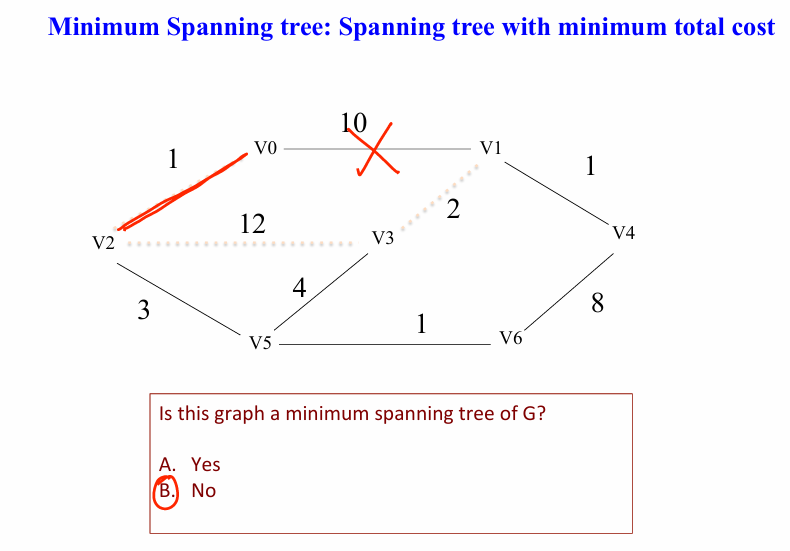 Minimum Spanning tree: Spanning tree with minimum total cost
10
V0
V1
1
1
2
12
V2
V3
V4
4
3
8
1
V5
V6
Is this graph a minimum spanning tree of G?
A. Yes
B. No